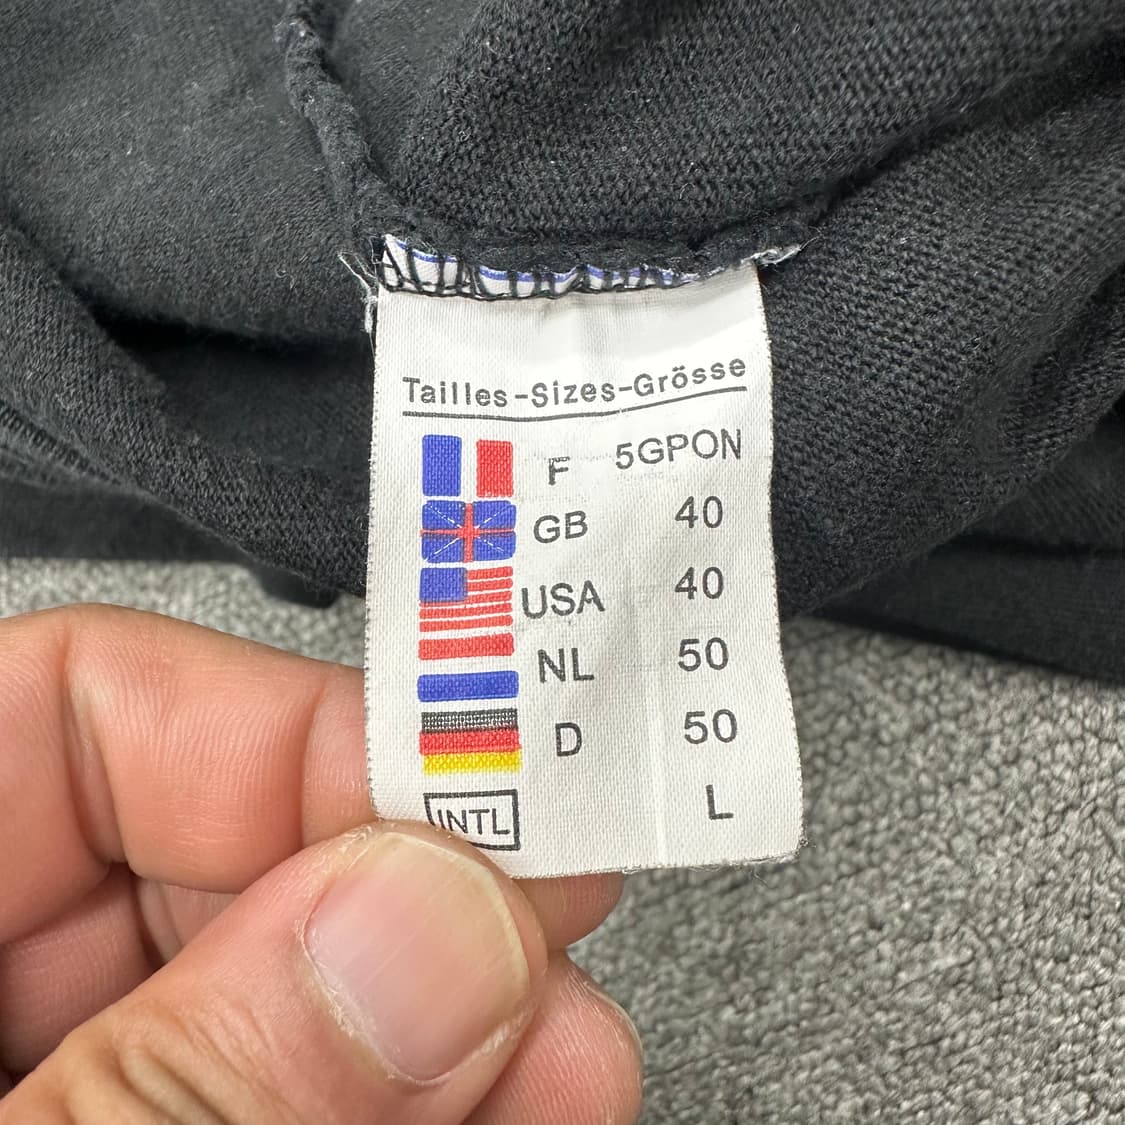 Tailles-Sizes-Grösse
F 5GPON
GB 40
USA 40
NL 50
D 50
INTL L